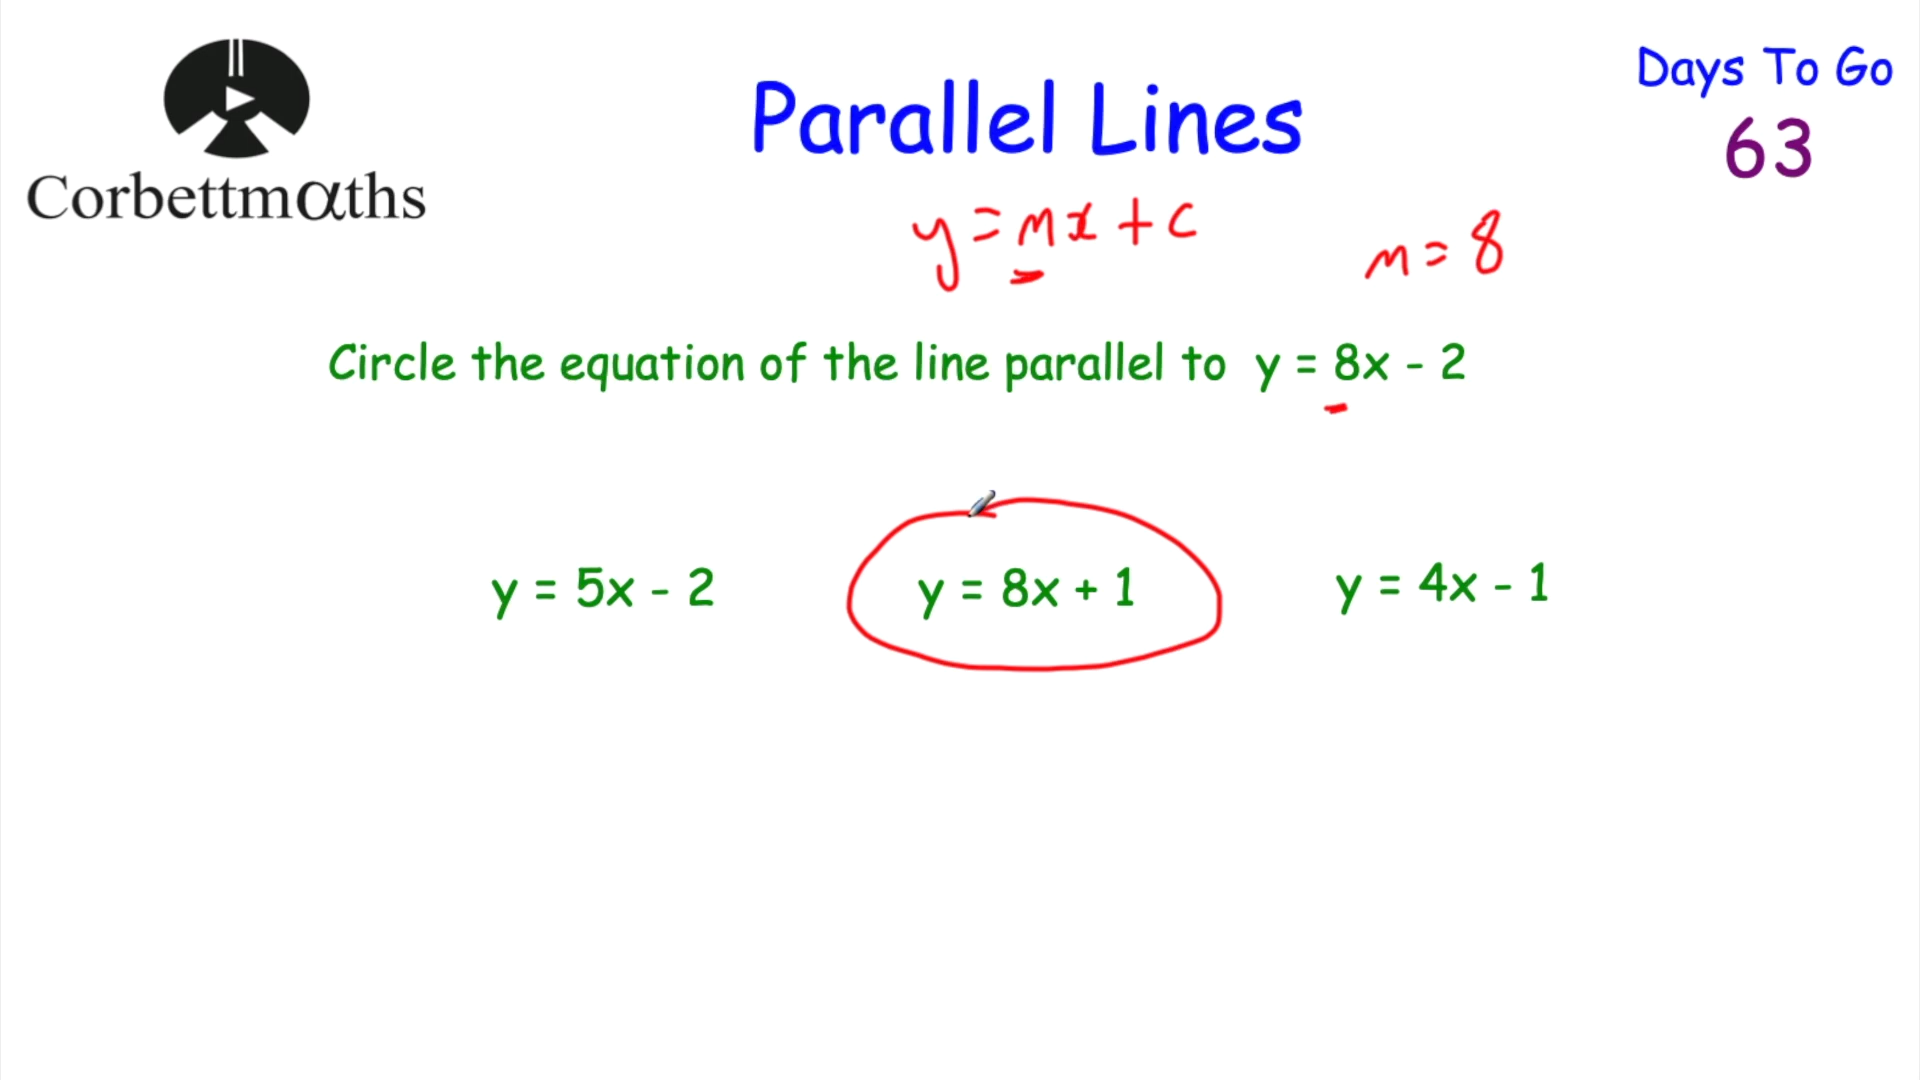 Corbettmαths
Parallel Lines
Days To Go
63
y = mx + c
m = 8
Circle the equation of the line parallel to y = 8x - 2
y = 5x - 2
y = 8x + 1
y = 4x - 1